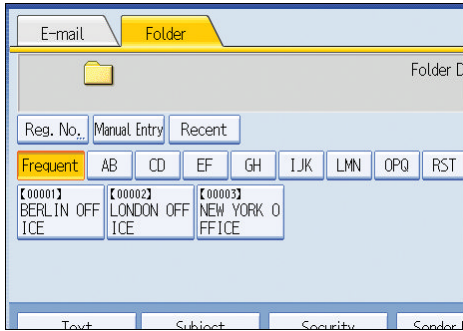 E-mail Folder
Folder D
Reg. No. Manual Entry Recent
Frequent AB CD EF GH IJK LMN OPQ RST
【00001】 【00002】 【00003】
BERLIN OFF LONDON OFF NEW YORK O
ICE ICE FFICE
Text Subject Security Sender